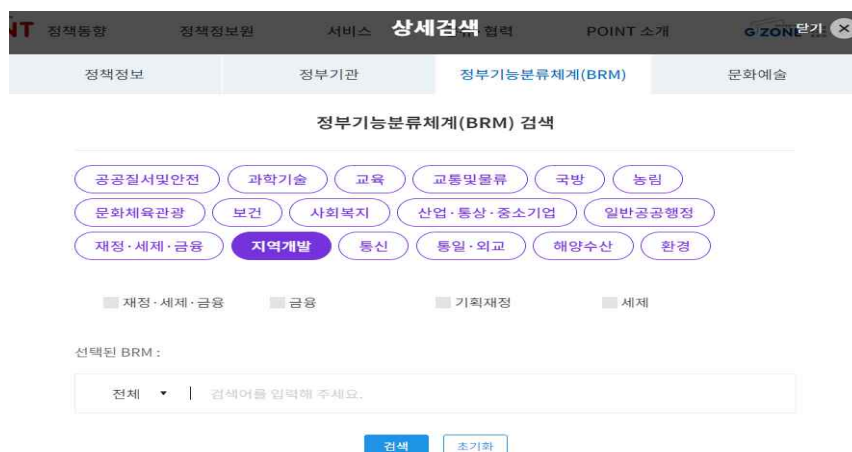 정책동향 정책정보원 서비스 상세검색 협력 POINT 소개 닫기
정책정보 정부기관 정부기능분류체계(BRM) 문화예술
정부기능분류체계(BRM) 검색
공공질서및안전 과학기술 교육 교통및물류 국방 농림
문화체육관광 보건 사회복지 산업·통상·중소기업 일반공공행정
재정·세제·금융 지역개발 통신 통일·외교 해양수산 환경
재정·세제·금융 금융 기획재정 세제
선택된 BRM :
전체 검색어를 입력해 주세요.
검색 초기화